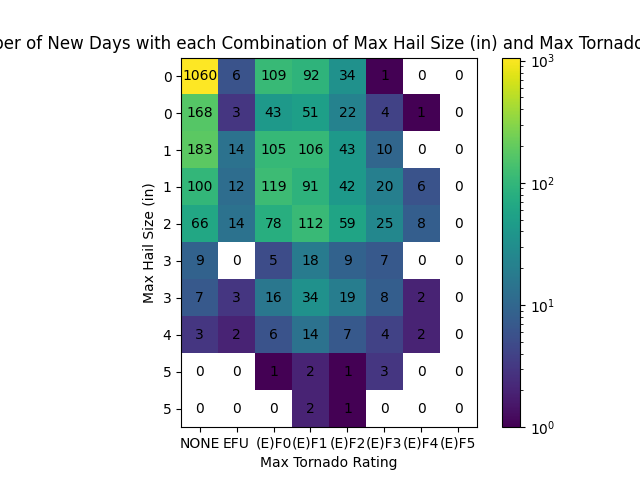 ber of New Days with each Combination of Max Hail Size (in) and Max Tornado
0 1060 6 109 92 34 1 0 0
0 168 3 43 51 22 4 1 0
1 183 14 105 106 43 10 0 0
1 100 12 119 91 42 20 6 0
2 66 14 78 112 59 25 8 0
3 9 0 5 18 9 7 0 0
3 7 3 16 34 19 8 2 0
4 3 2 6 14 7 4 2 0
5 0 0 1 2 1 3 0 0
5 0 0 0 2 1 0 0 0
NONE EFU (E)F0 (E)F1 (E)F2 (E)F3 (E)F4 (E)F5
Max Tornado Rating
Max Hail Size (in)
10³
10²
10¹
10⁰